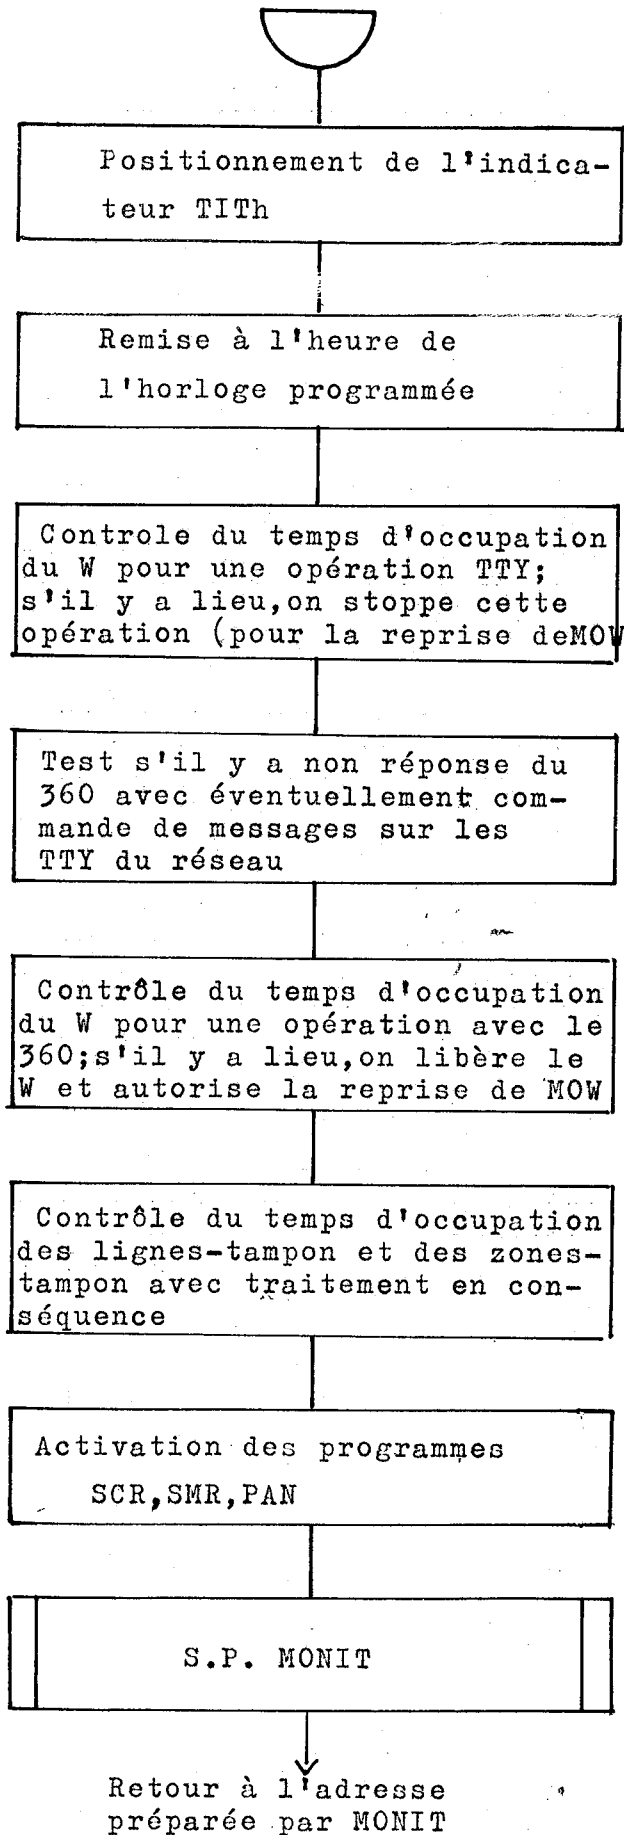 Positionnement de l'indica-
teur TITh
Remise à l'heure de
l'horloge programmée
Controle du temps d'occupation
du W pour une opération TTY;
s'il y a lieu,on stoppe cette
opération (pour la reprise deMOW
Test s'il y a non réponse du
360 avec éventuellement com-
mande de messages sur les
TTY du réseau
Contrôle du temps d'occupation
du W pour une opération avec le
360;s'il y a lieu,on libère le
W et autorise la reprise de MOW
Contrôle du temps d'occupation
des lignes-tampon et des zones-
tampon avec traitement en con-
séquence
Activation des programmes
SCR,SMR,PAN
S.P. MONIT
Retour à l'adresse
préparée par MONIT